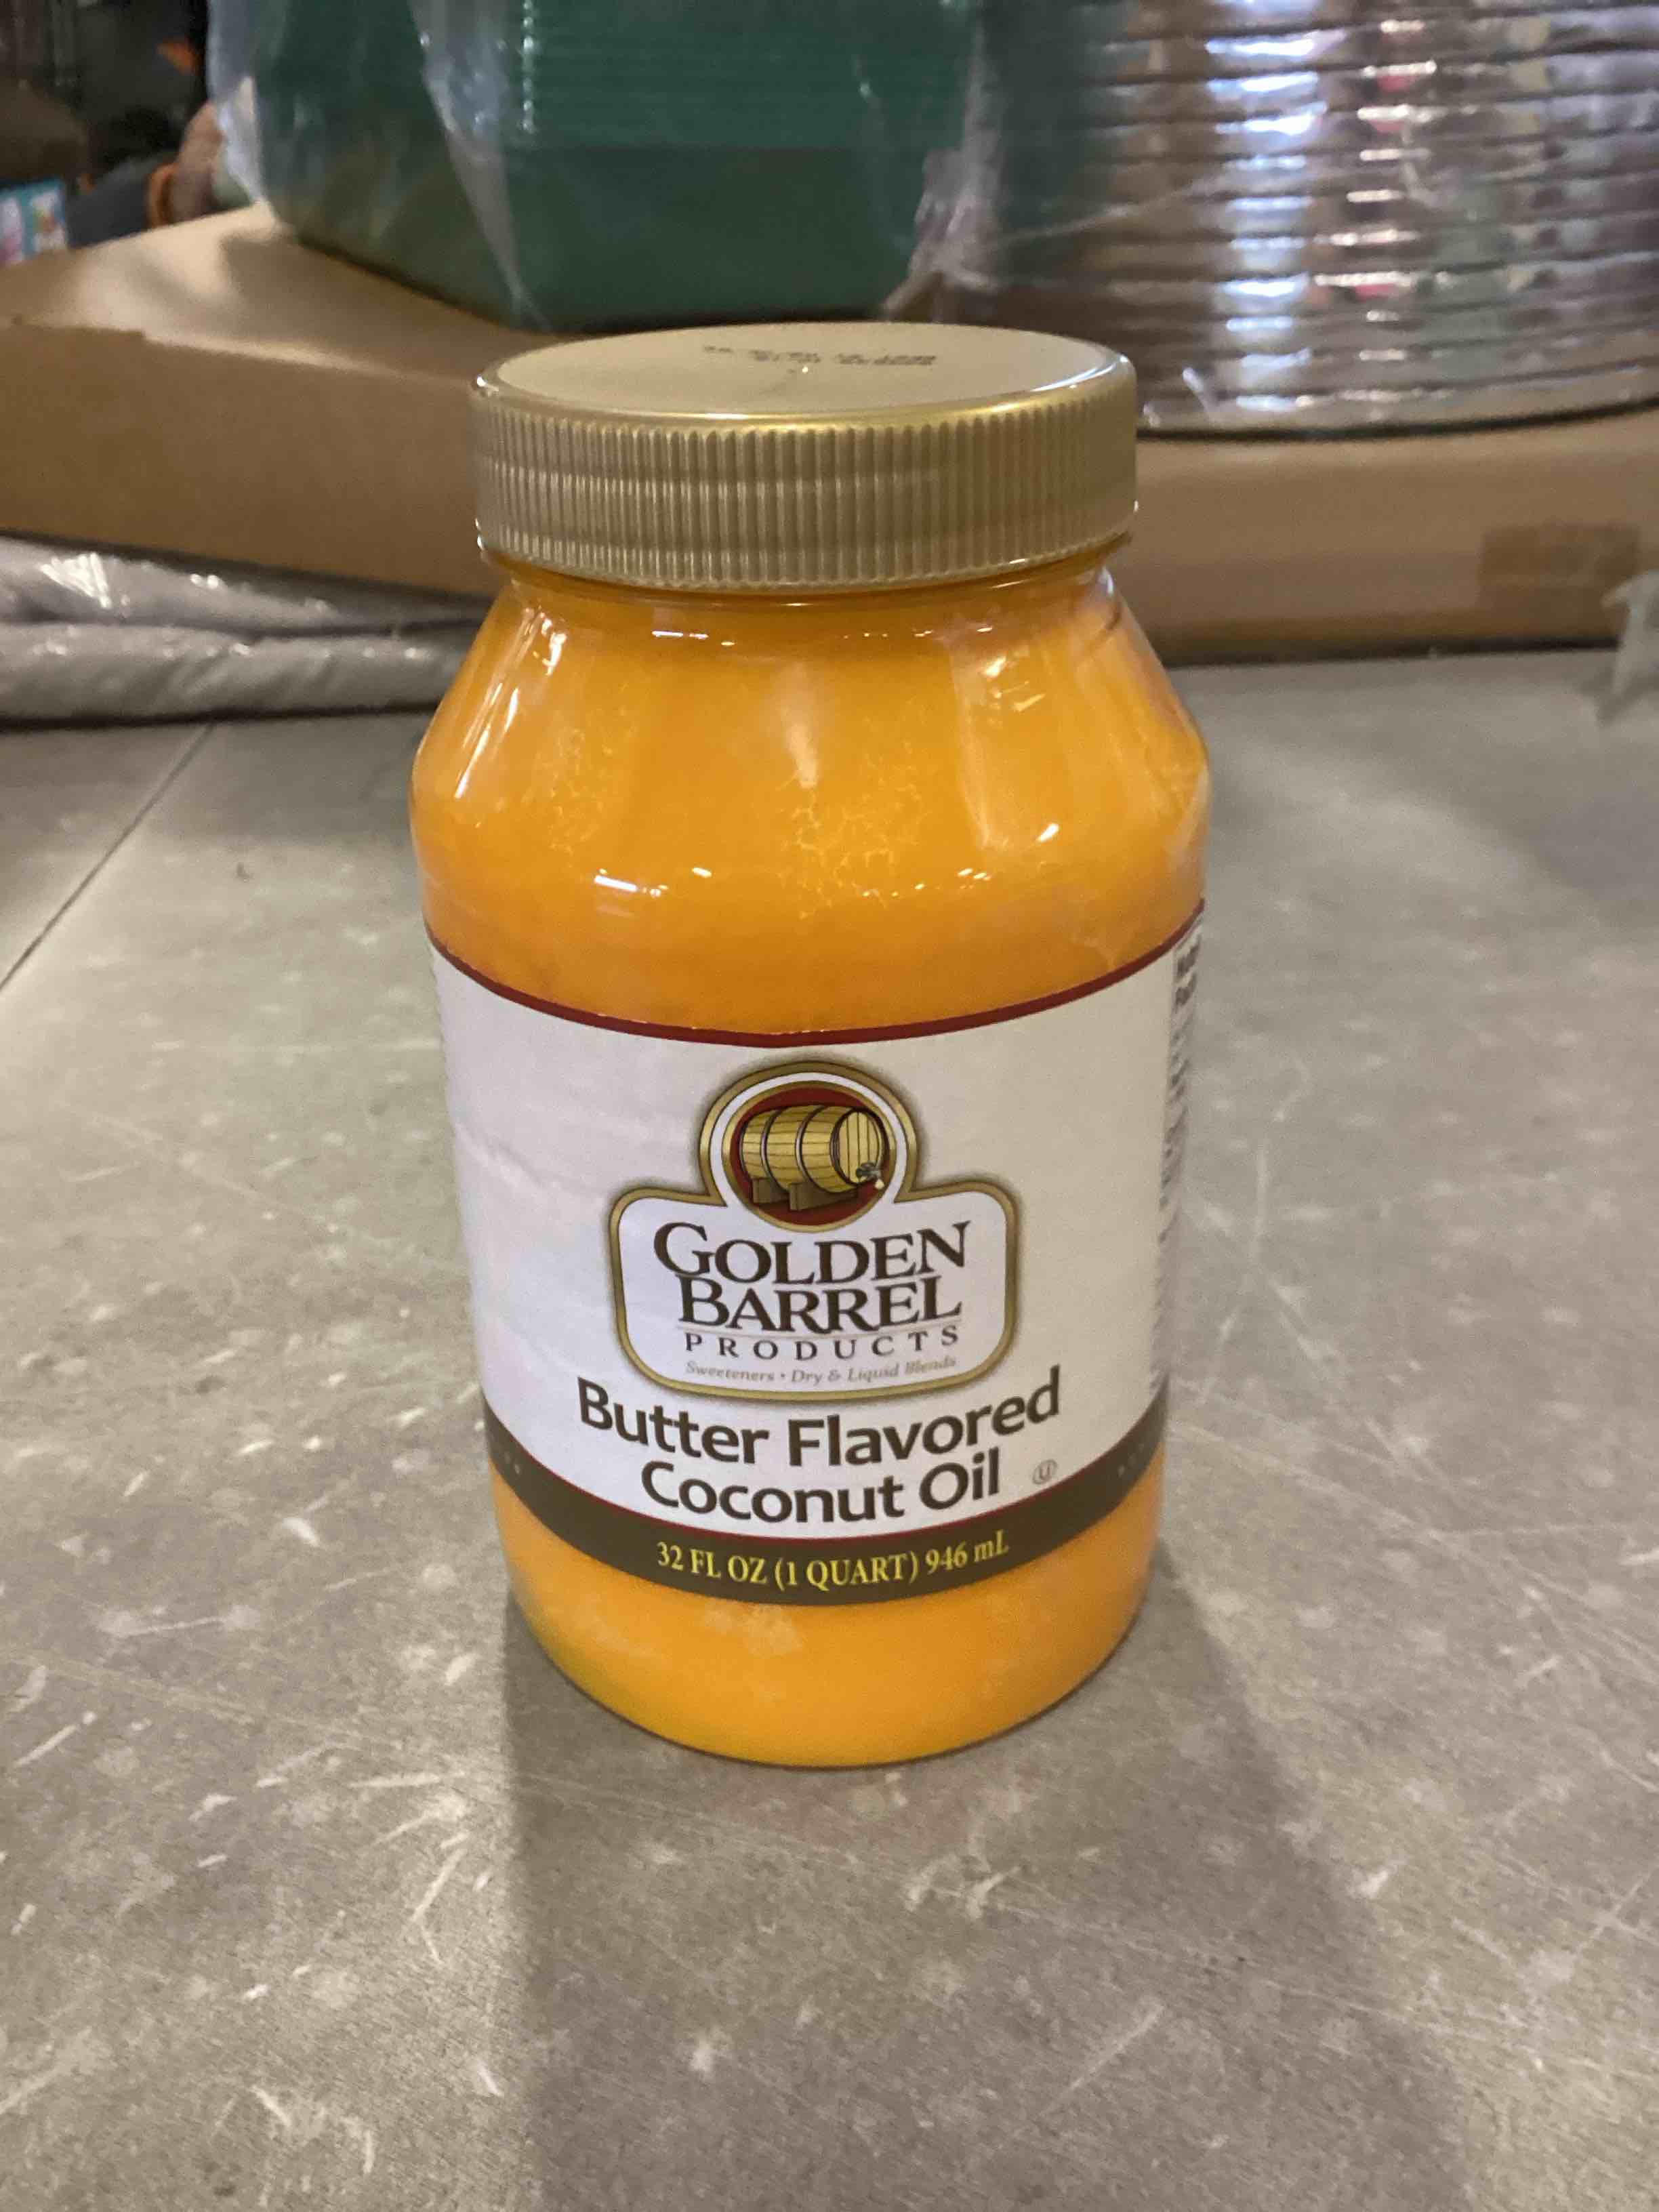 GOLDEN
BARREL
PRODUCTS
Sweeteners • Dry & Liquid Blends
Butter Flavored
Coconut Oil Ⓤ
32 FL OZ (1 QUART) 946 mL